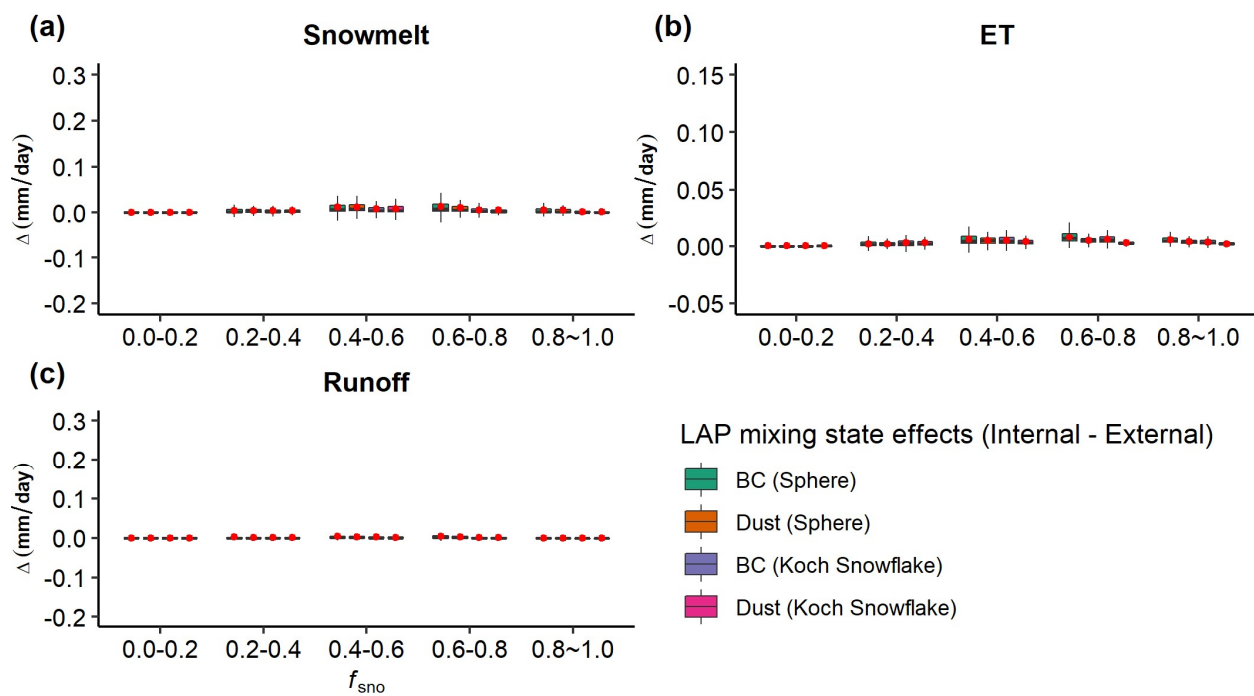 (a)
Snowmelt
Δ (mm/day)
0.3
0.2
0.1
0.0
-0.1
-0.2
0.0-0.2 0.2-0.4 0.4-0.6 0.6-0.8 0.8~1.0
(b)
ET
Δ (mm/day)
0.15
0.10
0.05
0.00
-0.05
0.0-0.2 0.2-0.4 0.4-0.6 0.6-0.8 0.8~1.0
(c)
Runoff
Δ (mm/day)
0.3
0.2
0.1
0.0
-0.1
-0.2
0.0-0.2 0.2-0.4 0.4-0.6 0.6-0.8 0.8~1.0
fsno
LAP mixing state effects (Internal - External)
BC (Sphere)
Dust (Sphere)
BC (Koch Snowflake)
Dust (Koch Snowflake)